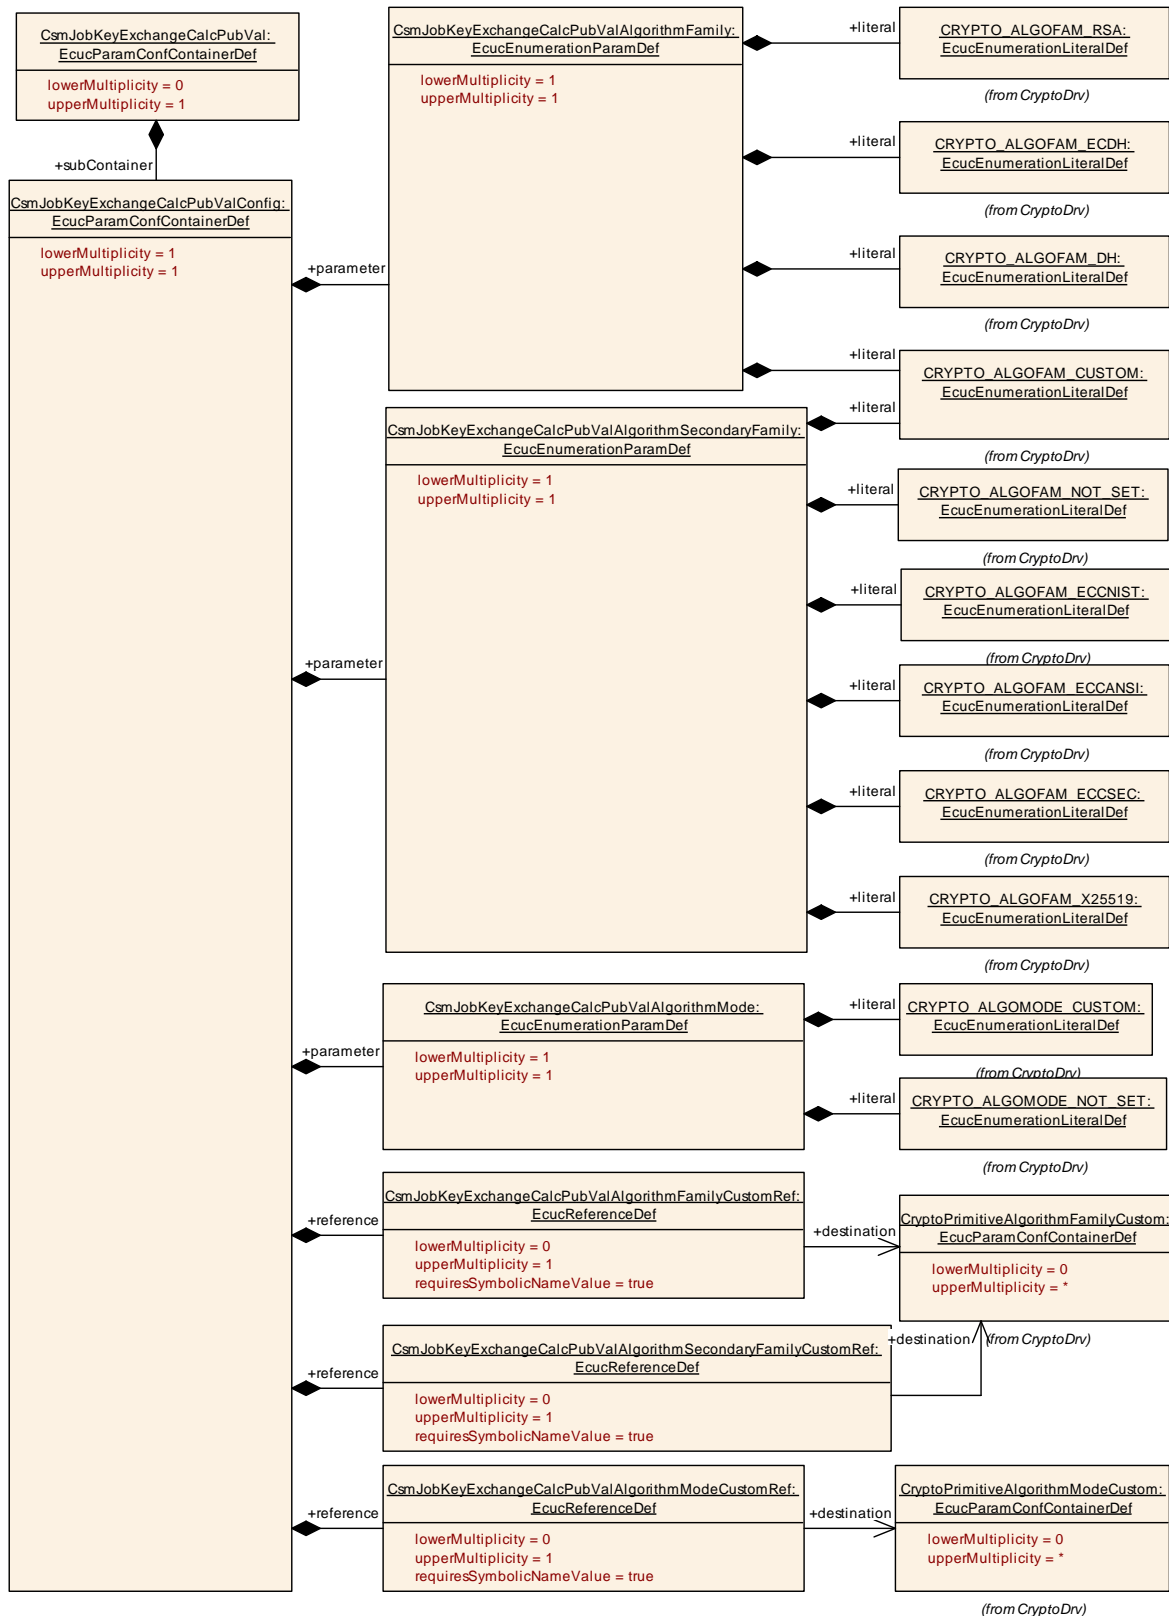 CsmJobKeyExchangeCalcPubVal:
EcucParamConfContainerDef
lowerMultiplicity = 0
upperMultiplicity = 1
+subContainer
CsmJobKeyExchangeCalcPubValConfig:
EcucParamConfContainerDef
lowerMultiplicity = 1
upperMultiplicity = 1
+parameter
CsmJobKeyExchangeCalcPubValAlgorithmFamily:
EcucEnumerationParamDef
lowerMultiplicity = 1
upperMultiplicity = 1
+literal
CRYPTO_ALGOFAM_RSA:
EcucEnumerationLiteralDef
(from CryptoDrv)
+literal
CRYPTO_ALGOFAM_ECDH:
EcucEnumerationLiteralDef
(from CryptoDrv)
+literal
CRYPTO_ALGOFAM_DH:
EcucEnumerationLiteralDef
(from CryptoDrv)
+literal
+literal
CRYPTO_ALGOFAM_CUSTOM:
EcucEnumerationLiteralDef
(from CryptoDrv)
+parameter
CsmJobKeyExchangeCalcPubValAlgorithmSecondaryFamily:
EcucEnumerationParamDef
lowerMultiplicity = 1
upperMultiplicity = 1
+literal
CRYPTO_ALGOFAM_NOT_SET:
EcucEnumerationLiteralDef
(from CryptoDrv)
+literal
CRYPTO_ALGOFAM_ECCNIST:
EcucEnumerationLiteralDef
(from CryptoDrv)
+literal
CRYPTO_ALGOFAM_ECCANSI:
EcucEnumerationLiteralDef
(from CryptoDrv)
+literal
CRYPTO_ALGOFAM_ECCSEC:
EcucEnumerationLiteralDef
(from CryptoDrv)
+literal
CRYPTO_ALGOFAM_X25519:
EcucEnumerationLiteralDef
(from CryptoDrv)
+parameter
CsmJobKeyExchangeCalcPubValAlgorithmMode:
EcucEnumerationParamDef
lowerMultiplicity = 1
upperMultiplicity = 1
+literal
CRYPTO_ALGOMODE_CUSTOM:
EcucEnumerationLiteralDef
(from CryptoDrv)
+literal
CRYPTO_ALGOMODE_NOT_SET:
EcucEnumerationLiteralDef
(from CryptoDrv)
+reference
CsmJobKeyExchangeCalcPubValAlgorithmFamilyCustomRef:
EcucReferenceDef
lowerMultiplicity = 0
upperMultiplicity = 1
requiresSymbolicNameValue = true
+destination
CryptoPrimitiveAlgorithmFamilyCustom:
EcucParamConfContainerDef
lowerMultiplicity = 0
upperMultiplicity = *
(from CryptoDrv)
+reference
CsmJobKeyExchangeCalcPubValAlgorithmSecondaryFamilyCustomRef:
EcucReferenceDef
lowerMultiplicity = 0
upperMultiplicity = 1
requiresSymbolicNameValue = true
+destination
+reference
CsmJobKeyExchangeCalcPubValAlgorithmModeCustomRef:
EcucReferenceDef
lowerMultiplicity = 0
upperMultiplicity = 1
requiresSymbolicNameValue = true
+destination
CryptoPrimitiveAlgorithmModeCustom:
EcucParamConfContainerDef
lowerMultiplicity = 0
upperMultiplicity = *
(from CryptoDrv)